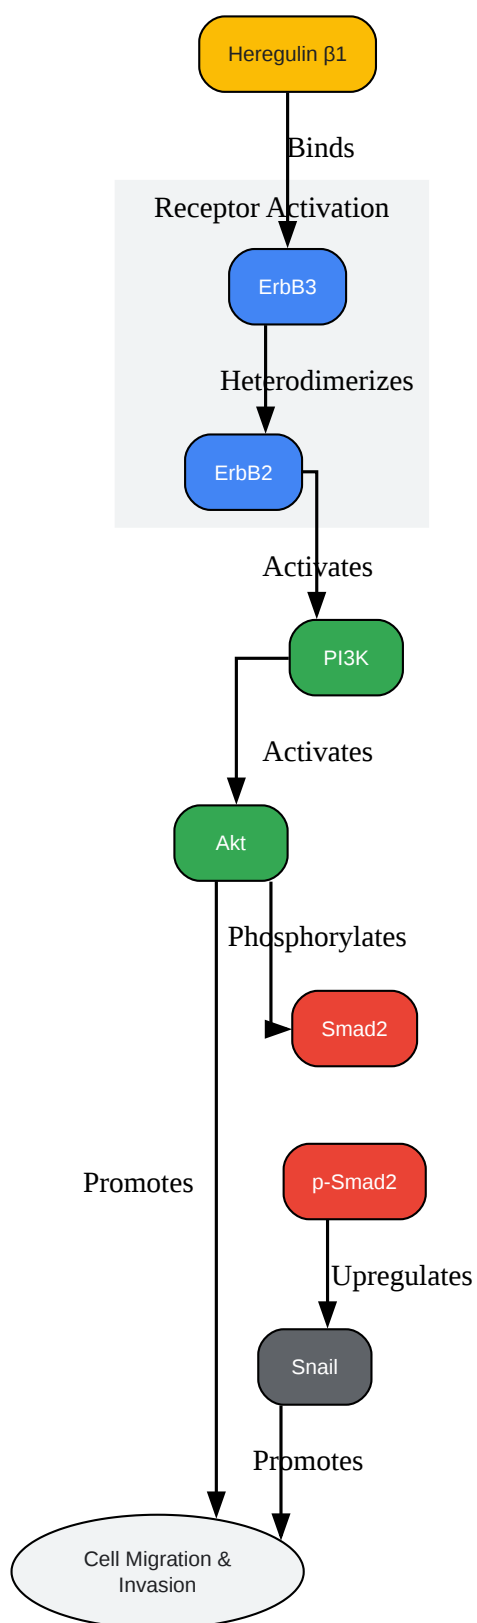 Heregulin β1
Binds
Receptor Activation
ErbB3
Heterodimerizes
ErbB2
Activates
PI3K
Activates
Akt
Phosphorylates
Smad2
p-Smad2
Promotes
Upregulates
Snail
Promotes
Cell Migration &
Invasion